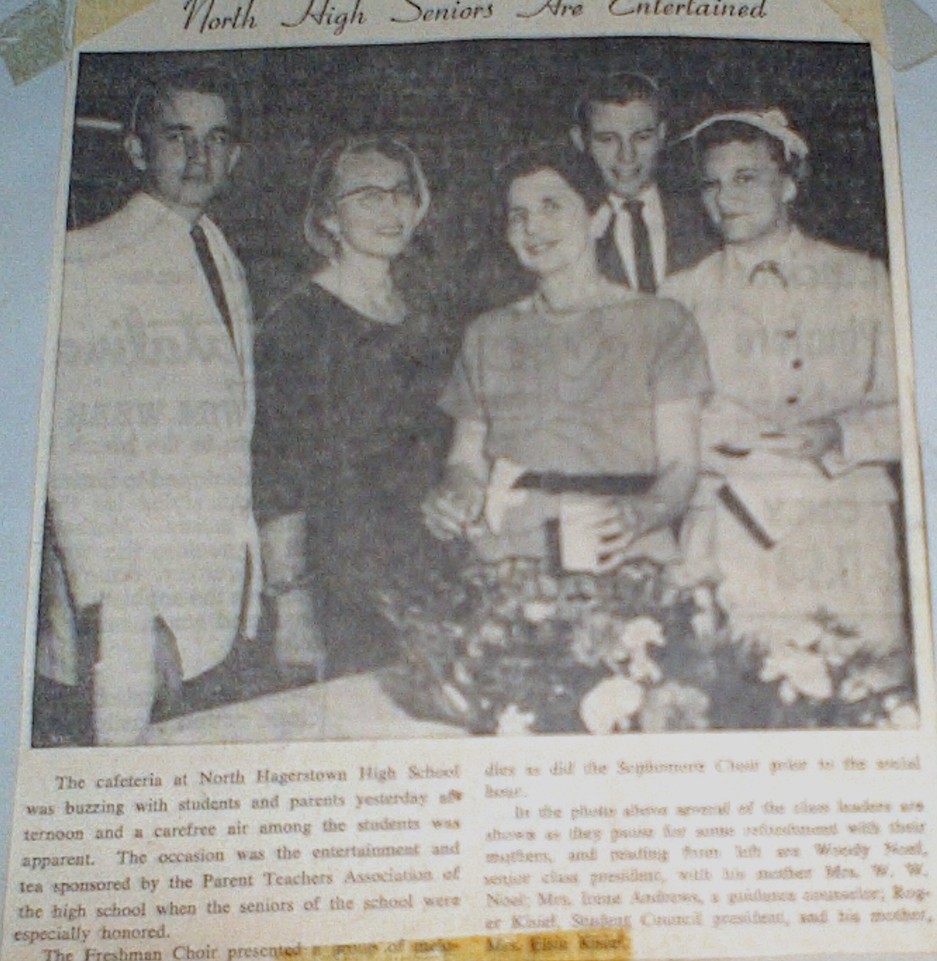 North High Seniors Are Entertained
The cafeteria at North Hagerstown High School
was buzzing with students and parents yesterday af-
ternoon and a carefree air among the students was
apparent. The occasion was the entertainment and
tea sponsored by the Parent Teachers Association of
the high school when the seniors of the school were
especially honored.
The Freshman Choir presented a group of melo-
dies as did the Sophomore Choir prior to the social
hour.
In the photo above several of the class leaders are
shown as they pause for some refreshment with their
mothers, and reading from left are Woody Noel,
senior class president, with his mother Mrs. W. W.
Noel; Mrs. Irene Andrews, a guidance counselor; Rog-
er Kisiel, Student Council president, and his mother,
Mrs. Kisiel.